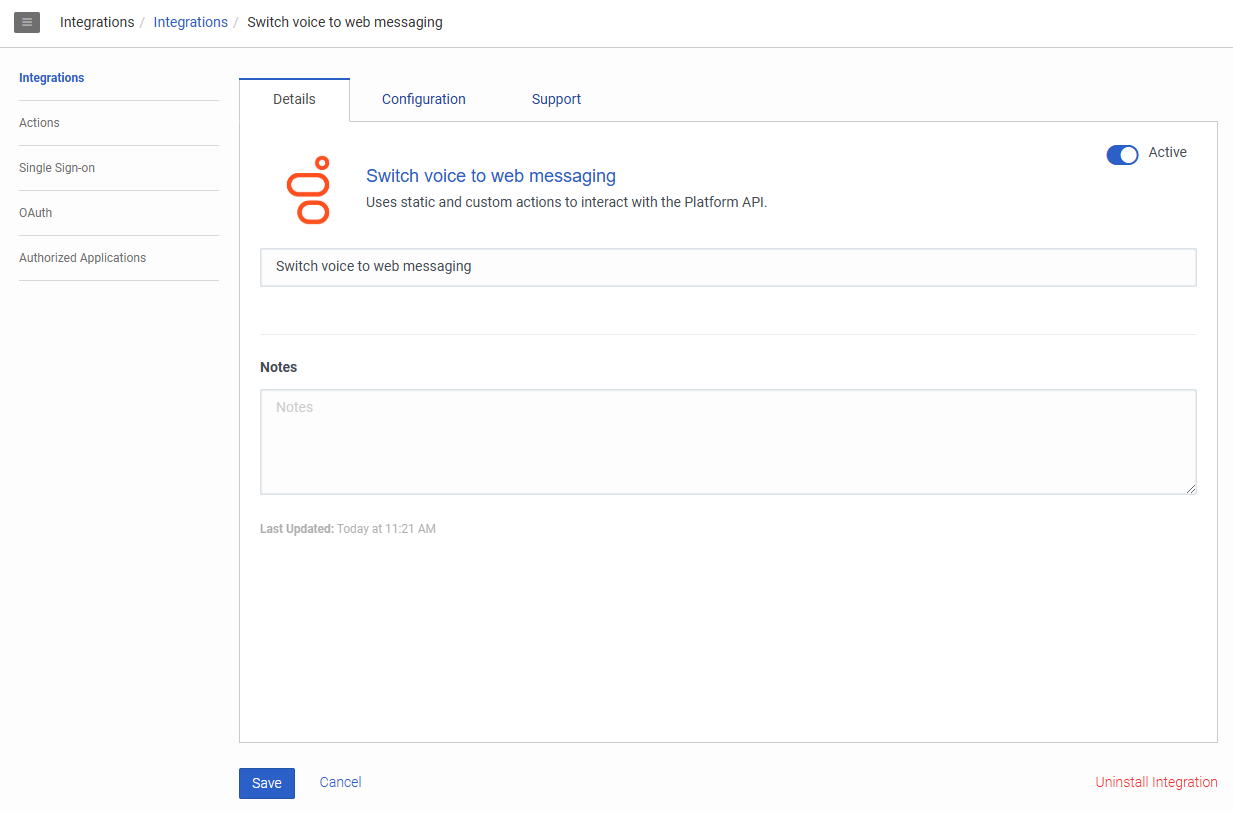 Integrations / Integrations / Switch voice to web messaging
Integrations
Actions
Single Sign-on
OAuth
Authorized Applications
Details Configuration Support
Active
Switch voice to web messaging
Uses static and custom actions to interact with the Platform API.
Switch voice to web messaging
Notes
Notes
Last Updated: Today at 11:21 AM
Save Cancel Uninstall Integration